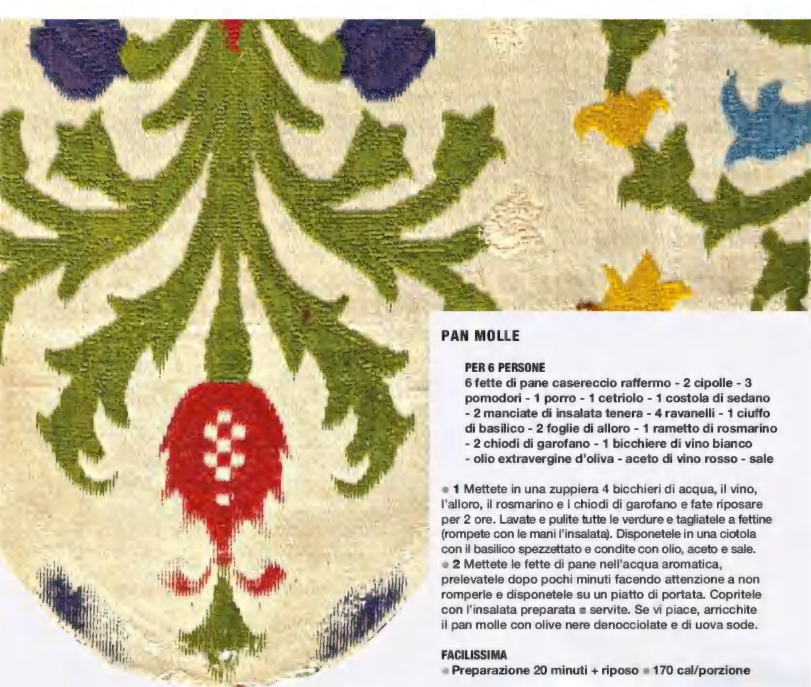 PAN MOLLE
PER 6 PERSONE
6 fette di pane casereccio raffermo - 2 cipolle - 3
pomodori - 1 porro - 1 cetriolo - 1 costola di sedano
- 2 manciate di insalata tenera - 4 ravanelli - 1 ciuffo
di basilico - 2 foglie di alloro - 1 rametto di rosmarino
- 2 chiodi di garofano - 1 bicchiere di vino bianco
- olio extravergine d'oliva - aceto di vino rosso - sale
• 1 Mettete in una zuppiera 4 bicchieri di acqua, il vino,
l'alloro, il rosmarino e i chiodi di garofano e fate riposare
per 2 ore. Lavate e pulite tutte le verdure e tagliatele a fettine
(rompete con le mani l'insalata). Disponetele in una ciotola
con il basilico spezzettato e condite con olio, aceto e sale.
• 2 Mettete le fette di pane nell'acqua aromatica,
prelevatele dopo pochi minuti facendo attenzione a non
romperle e disponetele su un piatto di portata. Copritele
con l'insalata preparata e servite. Se vi piace, arricchite
il pan molle con olive nere denocciolate e di uova sode.
FACILISSIMA
• Preparazione 20 minuti + riposo • 170 cal/porzione